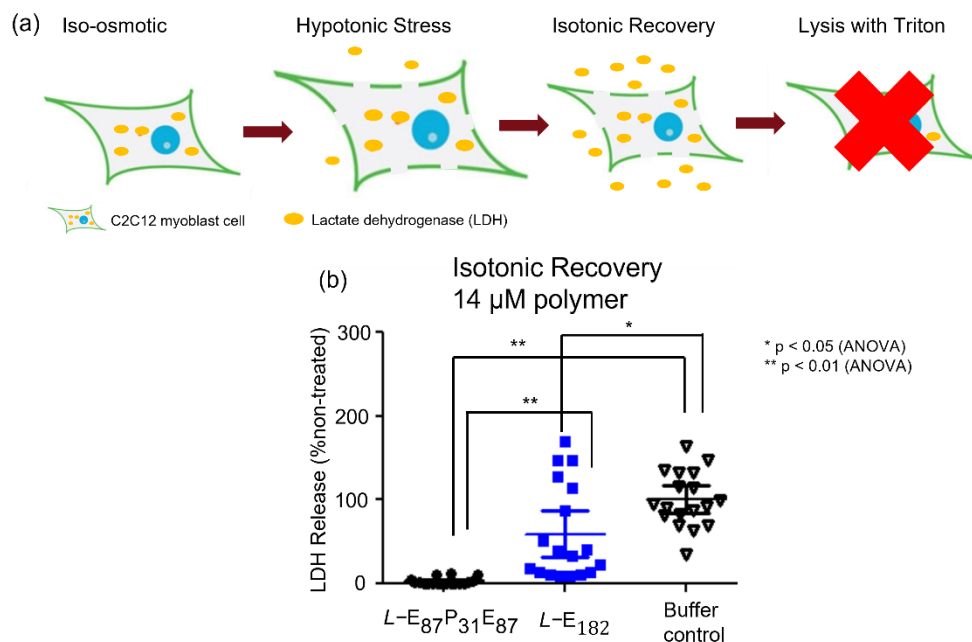 (a)
Iso-osmotic
Hypotonic Stress
Isotonic Recovery
Lysis with Triton
C2C12 myoblast cell
Lactate dehydrogenase (LDH)
(b)
Isotonic Recovery
14 μM polymer
* p < 0.05 (ANOVA)
** p < 0.01 (ANOVA)
*
**
**
LDH Release (%non-treated)
300
200
100
0
L−E87P31E87
L−E182
Buffer
control